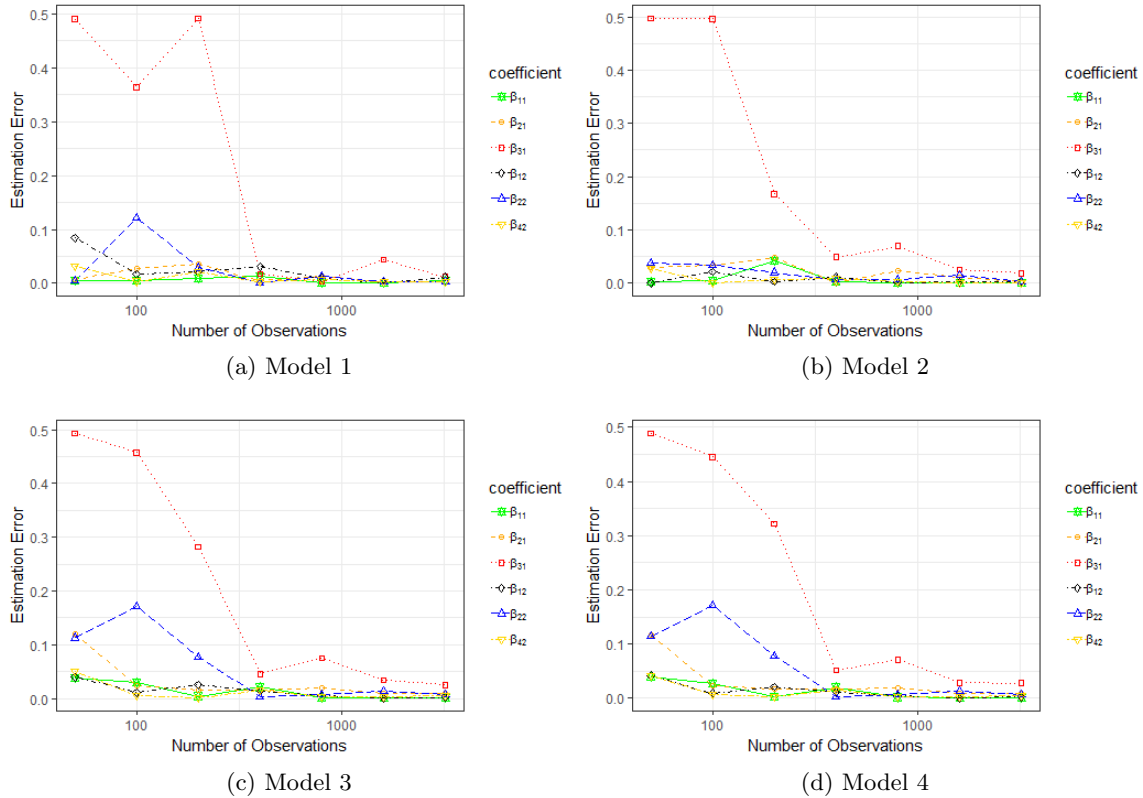 0.5
0.4
0.3
0.2
0.1
0.0
Estimation Error
100
1000
Number of Observations
coefficient
β11
β21
β31
β12
β22
β42
(a) Model 1
0.5
0.4
0.3
0.2
0.1
0.0
Estimation Error
100
1000
Number of Observations
coefficient
β11
β21
β31
β12
β22
β42
(b) Model 2
0.5
0.4
0.3
0.2
0.1
0.0
Estimation Error
100
1000
Number of Observations
coefficient
β11
β21
β31
β12
β22
β42
(c) Model 3
0.5
0.4
0.3
0.2
0.1
0.0
Estimation Error
100
1000
Number of Observations
coefficient
β11
β21
β31
β12
β22
β42
(d) Model 4